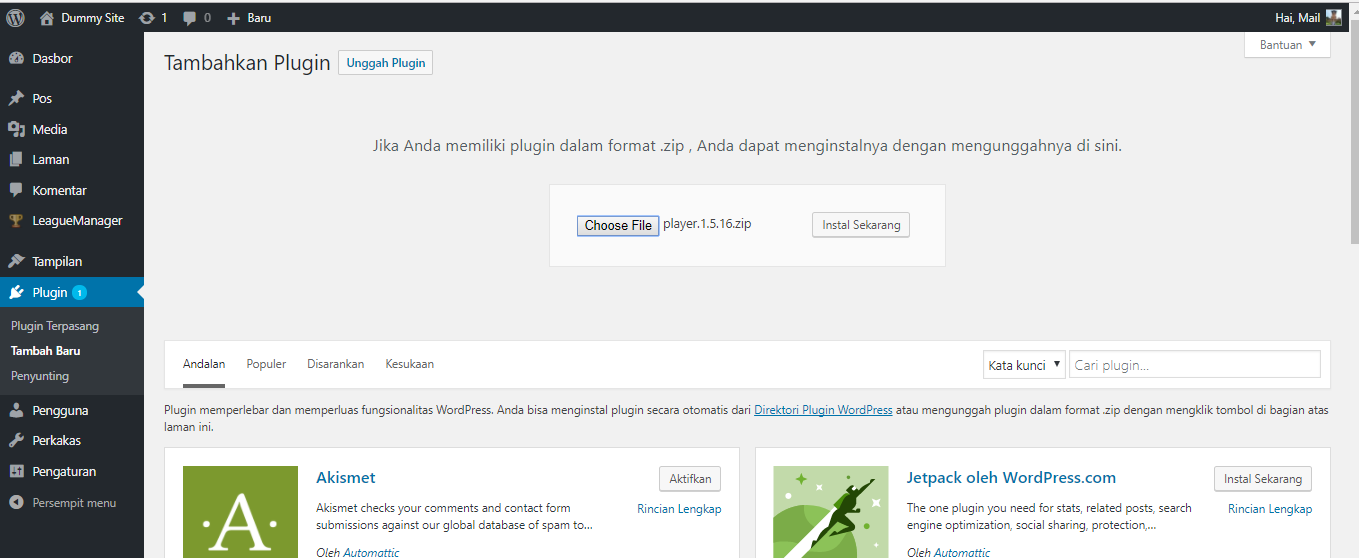 Dummy Site 1 0 Baru Hai, Mail
Dasbor
Pos
Media
Laman
Komentar
LeagueManager
Tampilan
Plugin 1
Plugin Terpasang
Tambah Baru
Penyunting
Pengguna
Perkakas
Pengaturan
Persempit menu
Bantuan
Tambahkan Plugin Unggah Plugin
Jika Anda memiliki plugin dalam format .zip , Anda dapat menginstalnya dengan mengunggahnya di sini.
Choose File player.1.5.16.zip Instal Sekarang
Andalan Populer Disarankan Kesukaan Kata kunci Cari plugin...
Plugin memperlebar dan memperluas fungsionalitas WordPress. Anda bisa menginstal plugin secara otomatis dari Direktori Plugin WordPress atau mengunggah plugin dalam format .zip dengan mengklik tombol di bagian atas
laman ini.
A
Akismet Aktifkan
Akismet checks your comments and contact form Rincian Lengkap
submissions against our global database of spam to...
Oleh Automattic
Jetpack oleh WordPress.com Instal Sekarang
The one plugin you need for stats, related posts, search Rincian Lengkap
engine optimization, social sharing, protection,...
Oleh Automattic